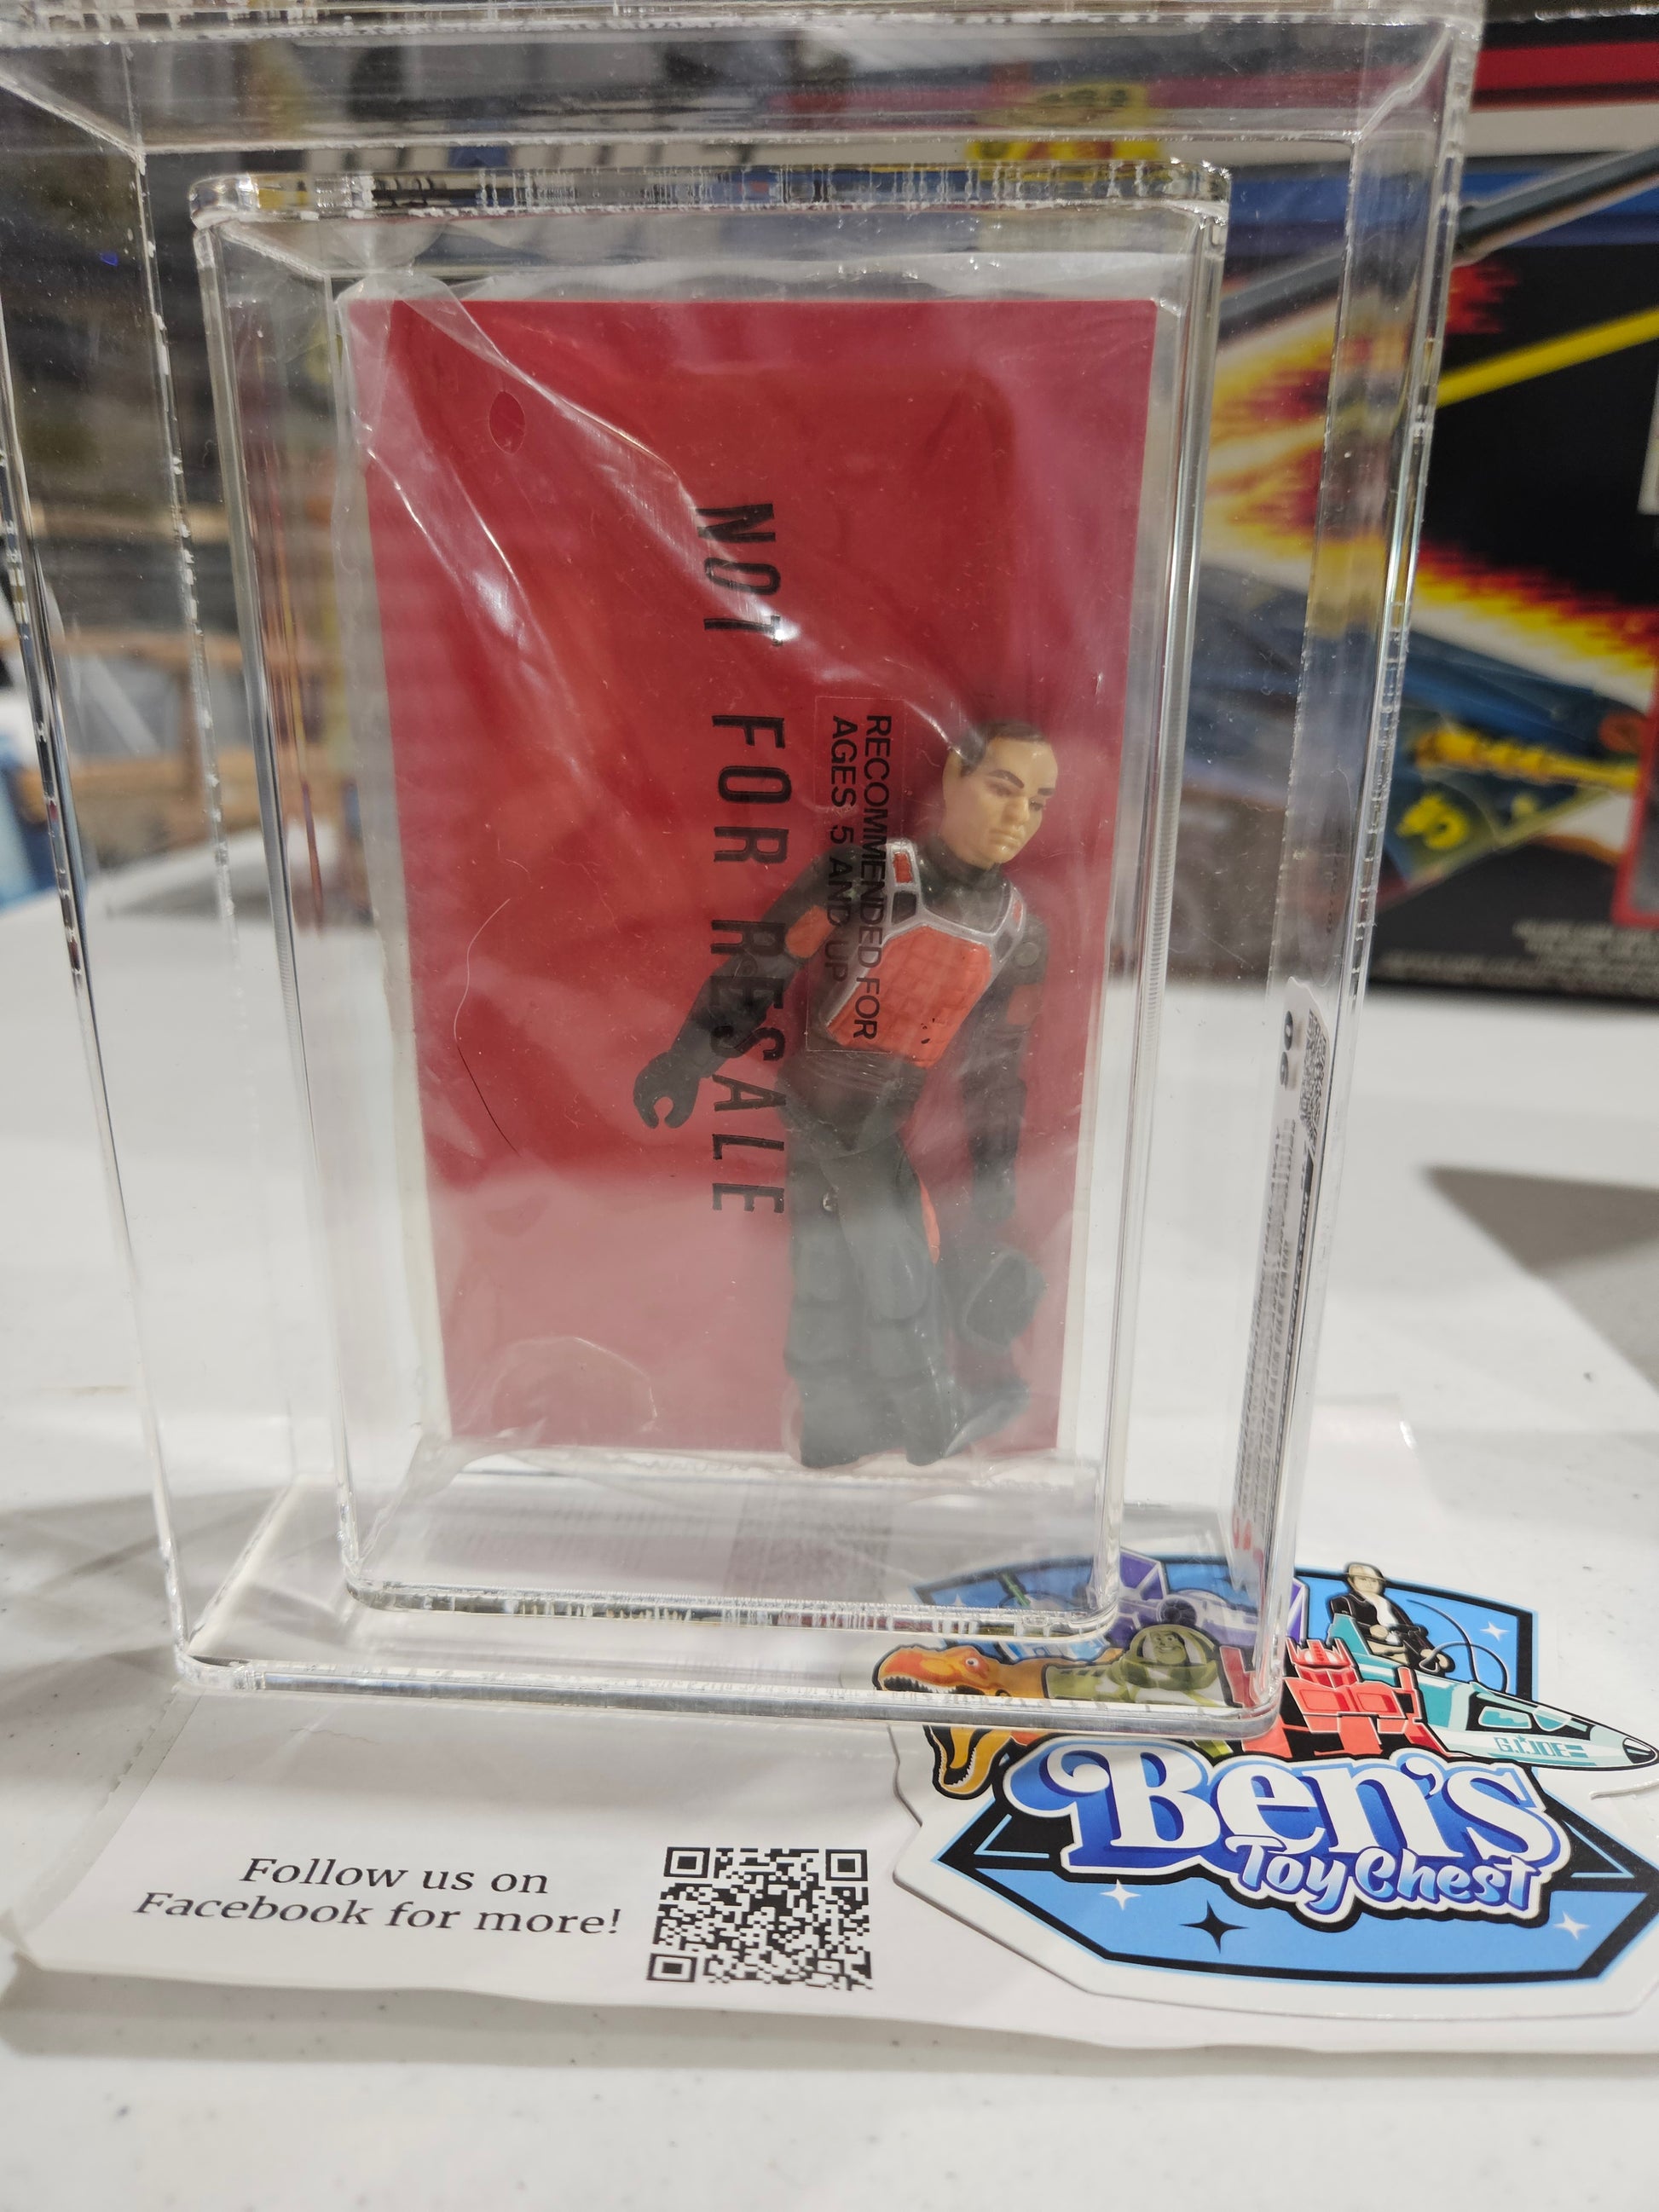 NOT FOR RESALE
RECOMMENDED FOR
AGES 5 AND UP
90
G.I. JOE
Ben's
Toy Chest
Follow us on
Facebook for more!